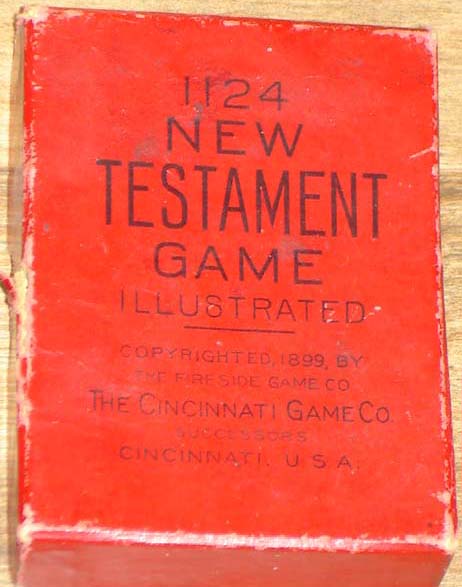 1124
NEW
TESTAMENT
GAME
ILLUSTRATED
COPYRIGHTED, 1899, BY
THE FIRESIDE GAME CO
THE CINCINNATI GAME CO.
SUCCESSORS
CINCINNATI. U. S. A.